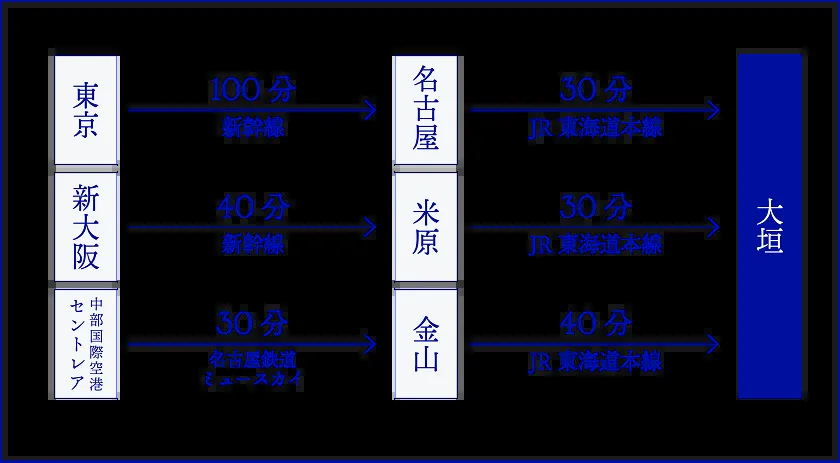 東京
100分
新幹線
名古屋
30分
JR 東海道本線
新大阪
40分
新幹線
米原
30分
JR 東海道本線
中部国際空港
セントレア
30分
名古屋鉄道
ミュースカイ
金山
40分
JR 東海道本線
大垣